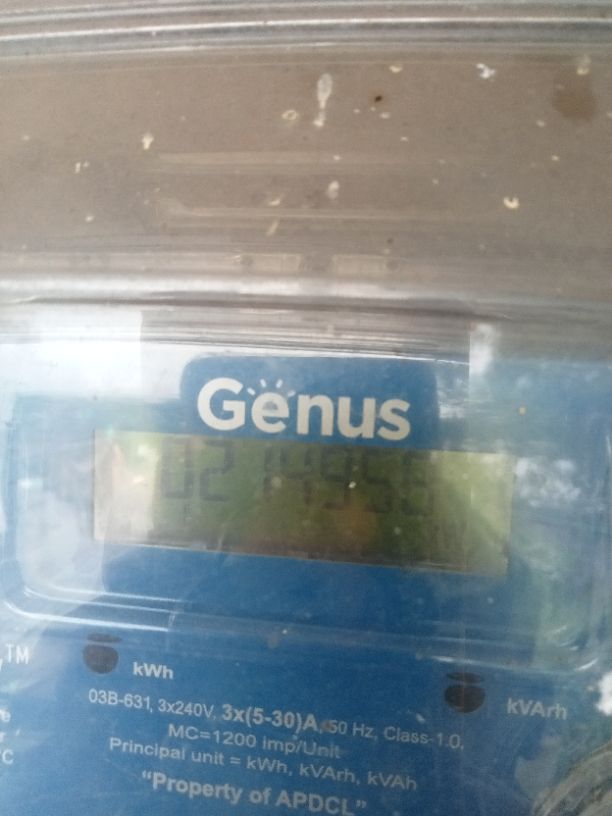 Genus
TM
kWh
kVArh
03B-631, 3x240V, 3x(5-30)A, 50 Hz, Class-1.0,
MC=1200 imp/Unit
Principal unit = kWh, kVArh, kVAh
"Property of APDCL"